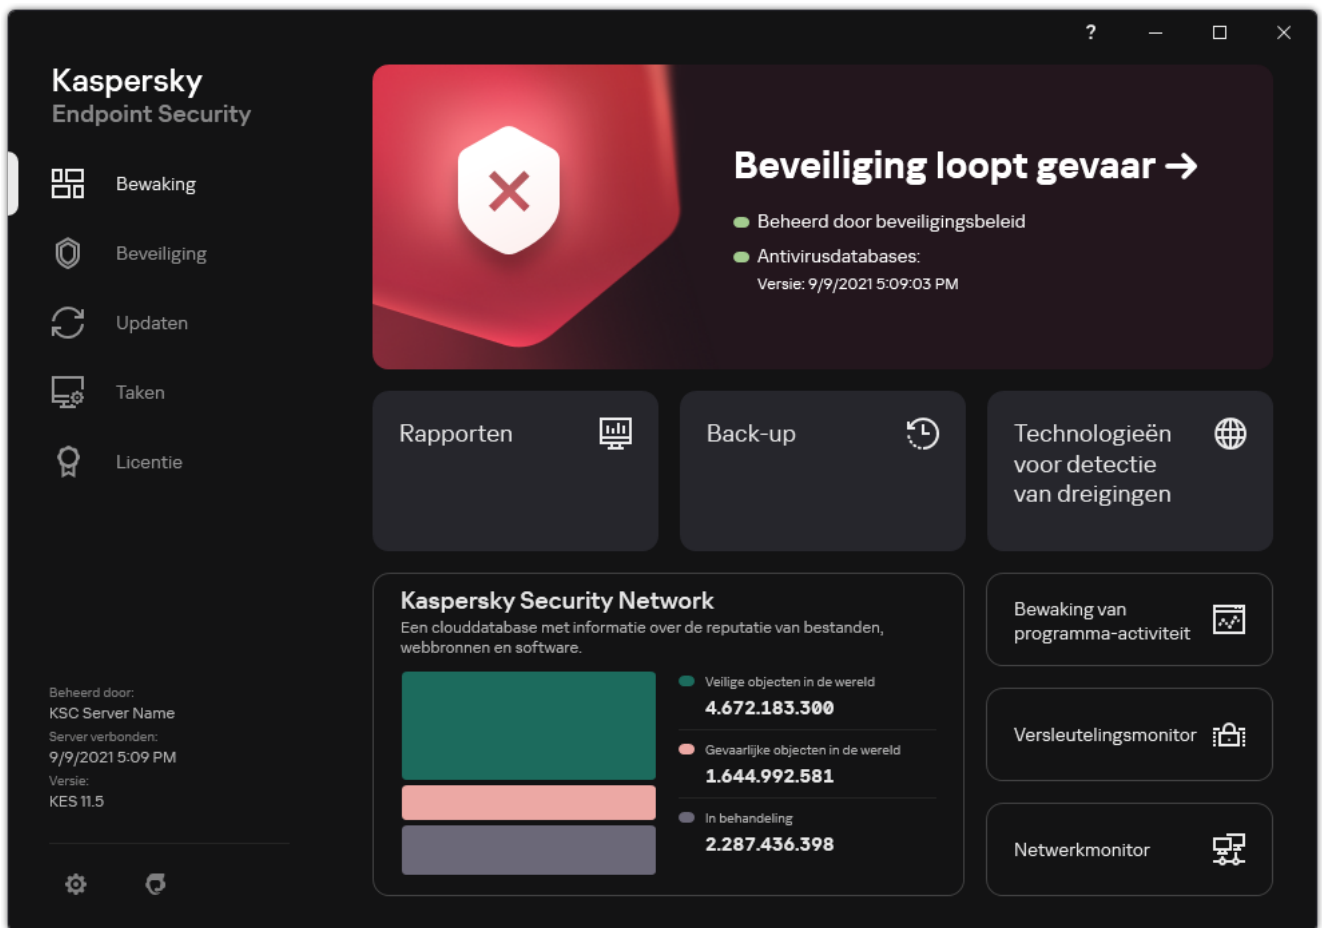 ?
Kaspersky
Endpoint Security
Bewaking
Beveiliging
Updaten
Taken
Licentie
Beheerd door:
KSC Server Name
Server verbonden:
9/9/2021 5:09 PM
Versie:
KES 11.5
Beveiliging loopt gevaar →
Beheerd door beveiligingsbeleid
Antivirusdatabases:
Versie: 9/9/2021 5:09:03 PM
Rapporten
Back-up
Technologieën
voor detectie
van dreigingen
Kaspersky Security Network
Een clouddatabase met informatie over de reputatie van bestanden,
webbronnen en software.
Veilige objecten in de wereld
4.672.183.300
Gevaarlijke objecten in de wereld
1.644.992.581
In behandeling
2.287.436.398
Bewaking van
programma-activiteit
Versleutelingsmonitor
Netwerkmonitor